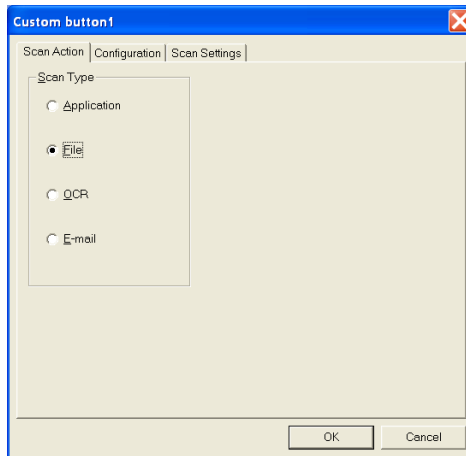 Custom button1
Scan Action Configuration Scan Settings
Scan Type
Application
File
OCR
E-mail
OK Cancel